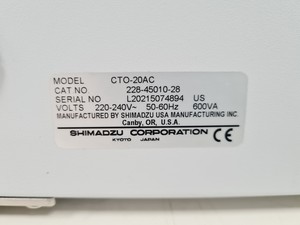 MODEL CTO-20AC
CAT NO 228-45010-28
SERIAL NO L20215074894 US
VOLTS 220-240V~ 50-60Hz 600VA
MANUFACTURED BY SHIMADZU USA MANUFACTURING INC.
Canby, OR, U.S.A.
SHIMADZU CORPORATION
KYOTO JAPAN
CE